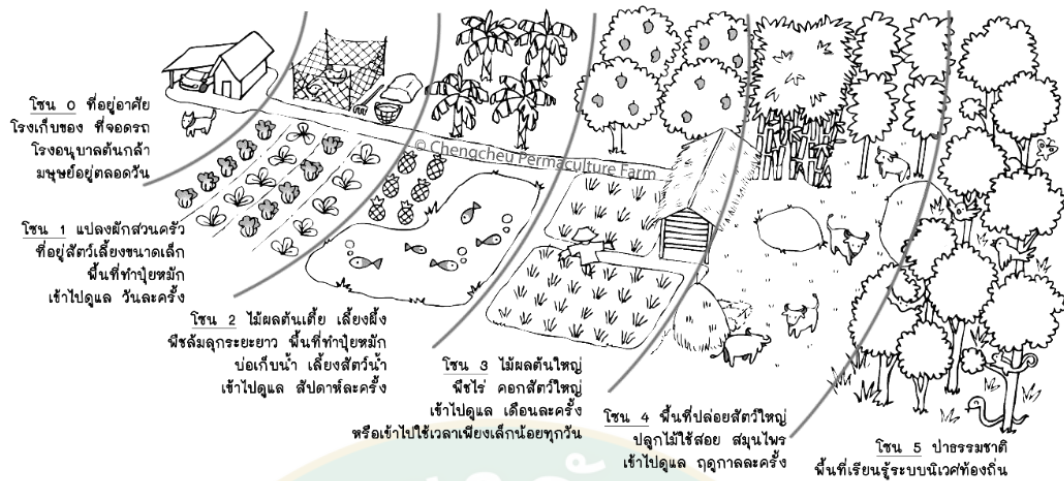 โซน 0 ที่อยู่อาศัย
โรงเก็บของ ที่จอดรถ
โรงอนุบาลต้นกล้า
มนุษย์อยู่ตลอดวัน
© Chengcheu Permaculture Farm
โซน 1 แปลงผักสวนครัว
ที่อยู่สัตว์เลี้ยงขนาดเล็ก
พื้นที่ทำปุ๋ยหมัก
เข้าไปดูแล วันละครั้ง
โซน 2 ไม้ผลต้นเตี้ย เลี้ยงผึ้ง
พืชล้มลุกระยะยาว พื้นที่ทำปุ๋ยหมัก
บ่อเก็บน้ำ เลี้ยงสัตว์น้ำ
เข้าไปดูแล สัปดาห์ละครั้ง
โซน 3 ไม้ผลต้นใหญ่
พืชไร่ คอกสัตว์ใหญ่
เข้าไปดูแล เดือนละครั้ง
หรือเข้าไปใช้เวลาเพียงเล็กน้อยทุกวัน
โซน 4 พื้นที่ปล่อยสัตว์ใหญ่
ปลูกไม้ใช้สอย สมุนไพร
เข้าไปดูแล ฤดูกาลละครั้ง
โซน 5 ป่าธรรมชาติ
พื้นที่เรียนรู้ระบบนิเวศท้องถิ่น